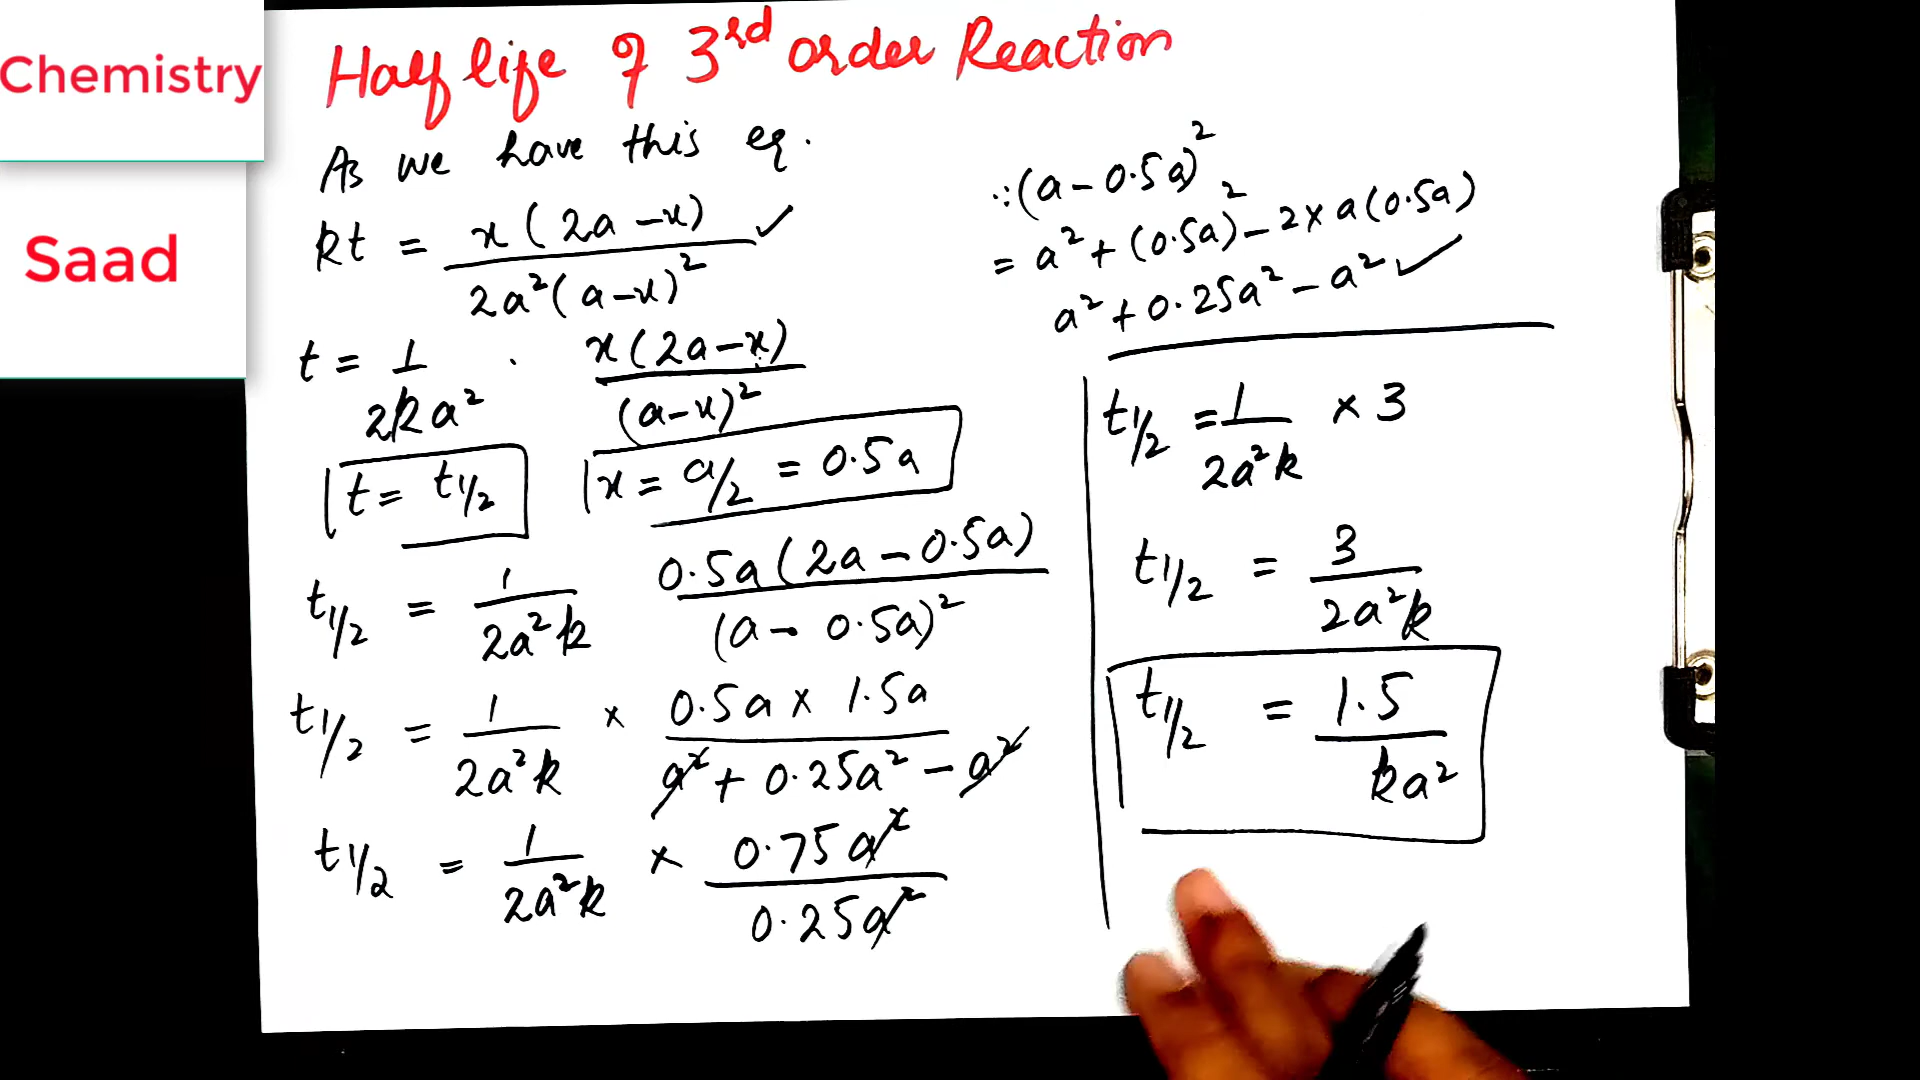 Chemistry
Saad
Half life of 3rd order Reaction
As we have this eq.
kt = x(2a-x) / 2a²(a-x)² ✓
t = 1/2ka² · x(2a-x)/(a-x)²
t = t1/2
x = a/2 = 0.5a
t1/2 = 1/2a²k 0.5a(2a-0.5a)/(a-0.5a)²
t1/2 = 1/2a²k × 0.5a × 1.5a / a² + 0.25a² - a²
t1/2 = 1/2a²k × 0.75a²/0.25a²
∵ (a-0.5a)²
= a² + (0.5a)² - 2×a(0.5a)
a² + 0.25a² - a² ✓
t1/2 = 1/2a²k × 3
t1/2 = 3/2a²k
t1/2 = 1.5/ka²